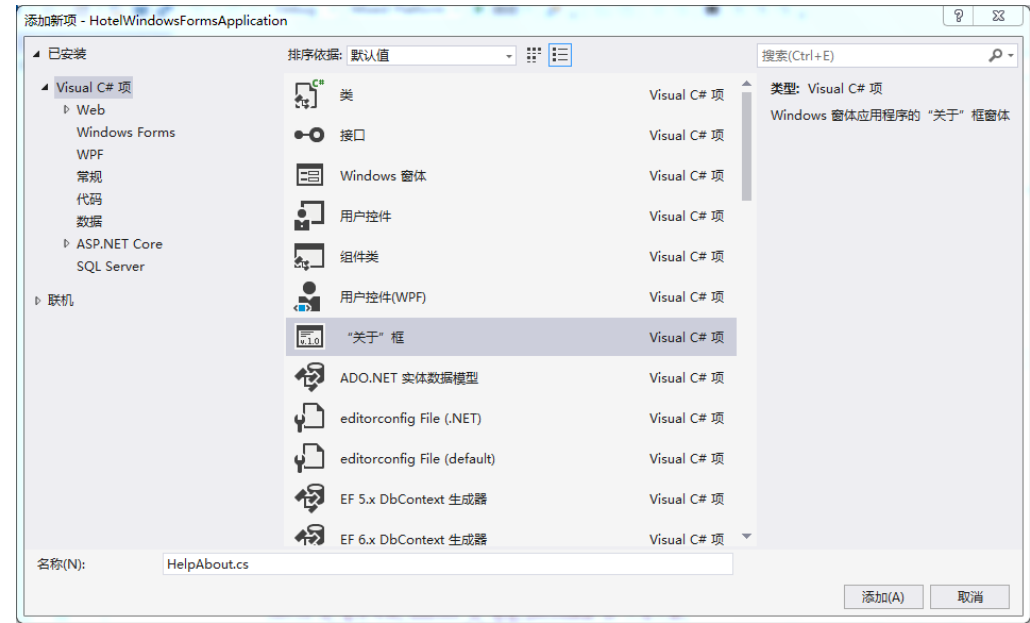 添加新项 - HotelWindowsFormsApplication
已安装
排序依据: 默认值
搜索(Ctrl+E)
Visual C# 项
Web
Windows Forms
WPF
常规
代码
数据
ASP.NET Core
SQL Server
联机
C#
类 Visual C# 项
接口 Visual C# 项
Windows 窗体 Visual C# 项
用户控件 Visual C# 项
组件类 Visual C# 项
用户控件(WPF) Visual C# 项
v.1.0
“关于”框 Visual C# 项
ADO.NET 实体数据模型 Visual C# 项
editorconfig File (.NET) Visual C# 项
editorconfig File (default) Visual C# 项
EF 5.x DbContext 生成器 Visual C# 项
EF 6.x DbContext 生成器 Visual C# 项
类型: Visual C# 项
Windows 窗体应用程序的“关于”框窗体
名称(N): HelpAbout.cs
添加(A) 取消